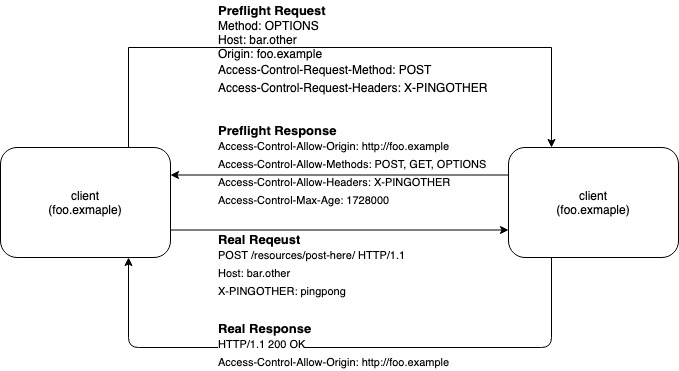 Preflight Request
Method: OPTIONS
Host: bar.other
Origin: foo.example
Access-Control-Request-Method: POST
Access-Control-Request-Headers: X-PINGOTHER
Preflight Response
Access-Control-Allow-Origin: http://foo.example
Access-Control-Allow-Methods: POST, GET, OPTIONS
Access-Control-Allow-Headers: X-PINGOTHER
Access-Control-Max-Age: 1728000
client
(foo.exmaple)
client
(foo.exmaple)
Real Reqeust
POST /resources/post-here/ HTTP/1.1
Host: bar.other
X-PINGOTHER: pingpong
Real Response
HTTP/1.1 200 OK
Access-Control-Allow-Origin: http://foo.example